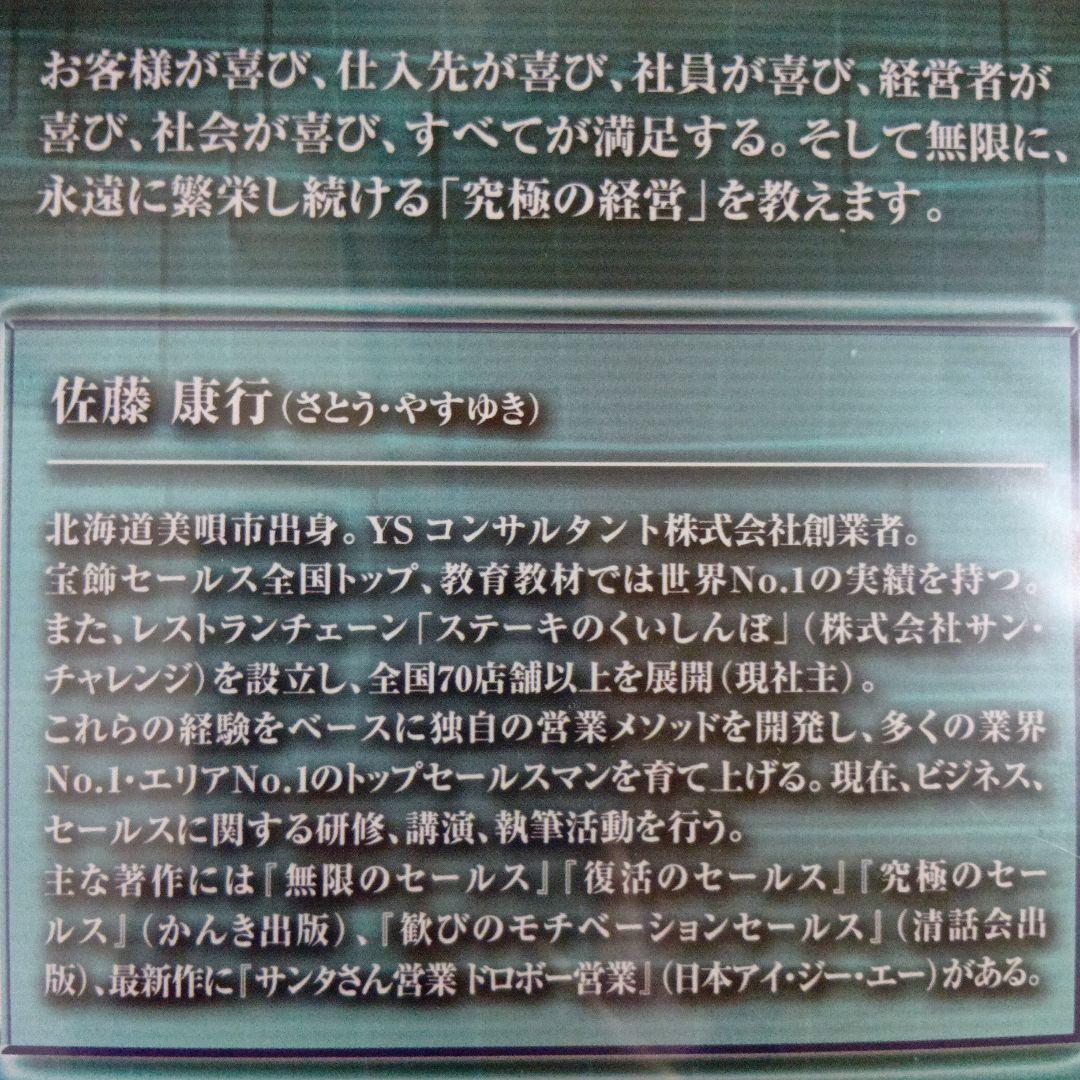 お客様が喜び、仕入先が喜び、社員が喜び、経営者が
喜び、社会が喜び、すべてが満足する。そして無限に、
永遠に繁栄し続ける「究極の経営」を教えます。
佐藤 康行（さとう・やすゆき）
北海道美唄市出身。YS コンサルタント株式会社創業者。
宝飾セールス全国トップ、教育教材では世界No.1の実績を持つ。
また、レストランチェーン「ステーキのくいしんぼ」（株式会社サン・
チャレンジ）を設立し、全国70店舗以上を展開（現社主）。
これらの経験をベースに独自の営業メソッドを開発し、多くの業界
No.1・エリアNo.1のトップセールスマンを育て上げる。現在、ビジネス、
セールスに関する研修、講演、執筆活動を行う。
主な著作には『無限のセールス』『復活のセールス』『究極のセー
ルス』（かんき出版）、『歓びのモチベーションセールス』（清話会出
版）、最新作に『サンタさん営業 ドロボー営業』（日本アイ・ジー・エー）がある。